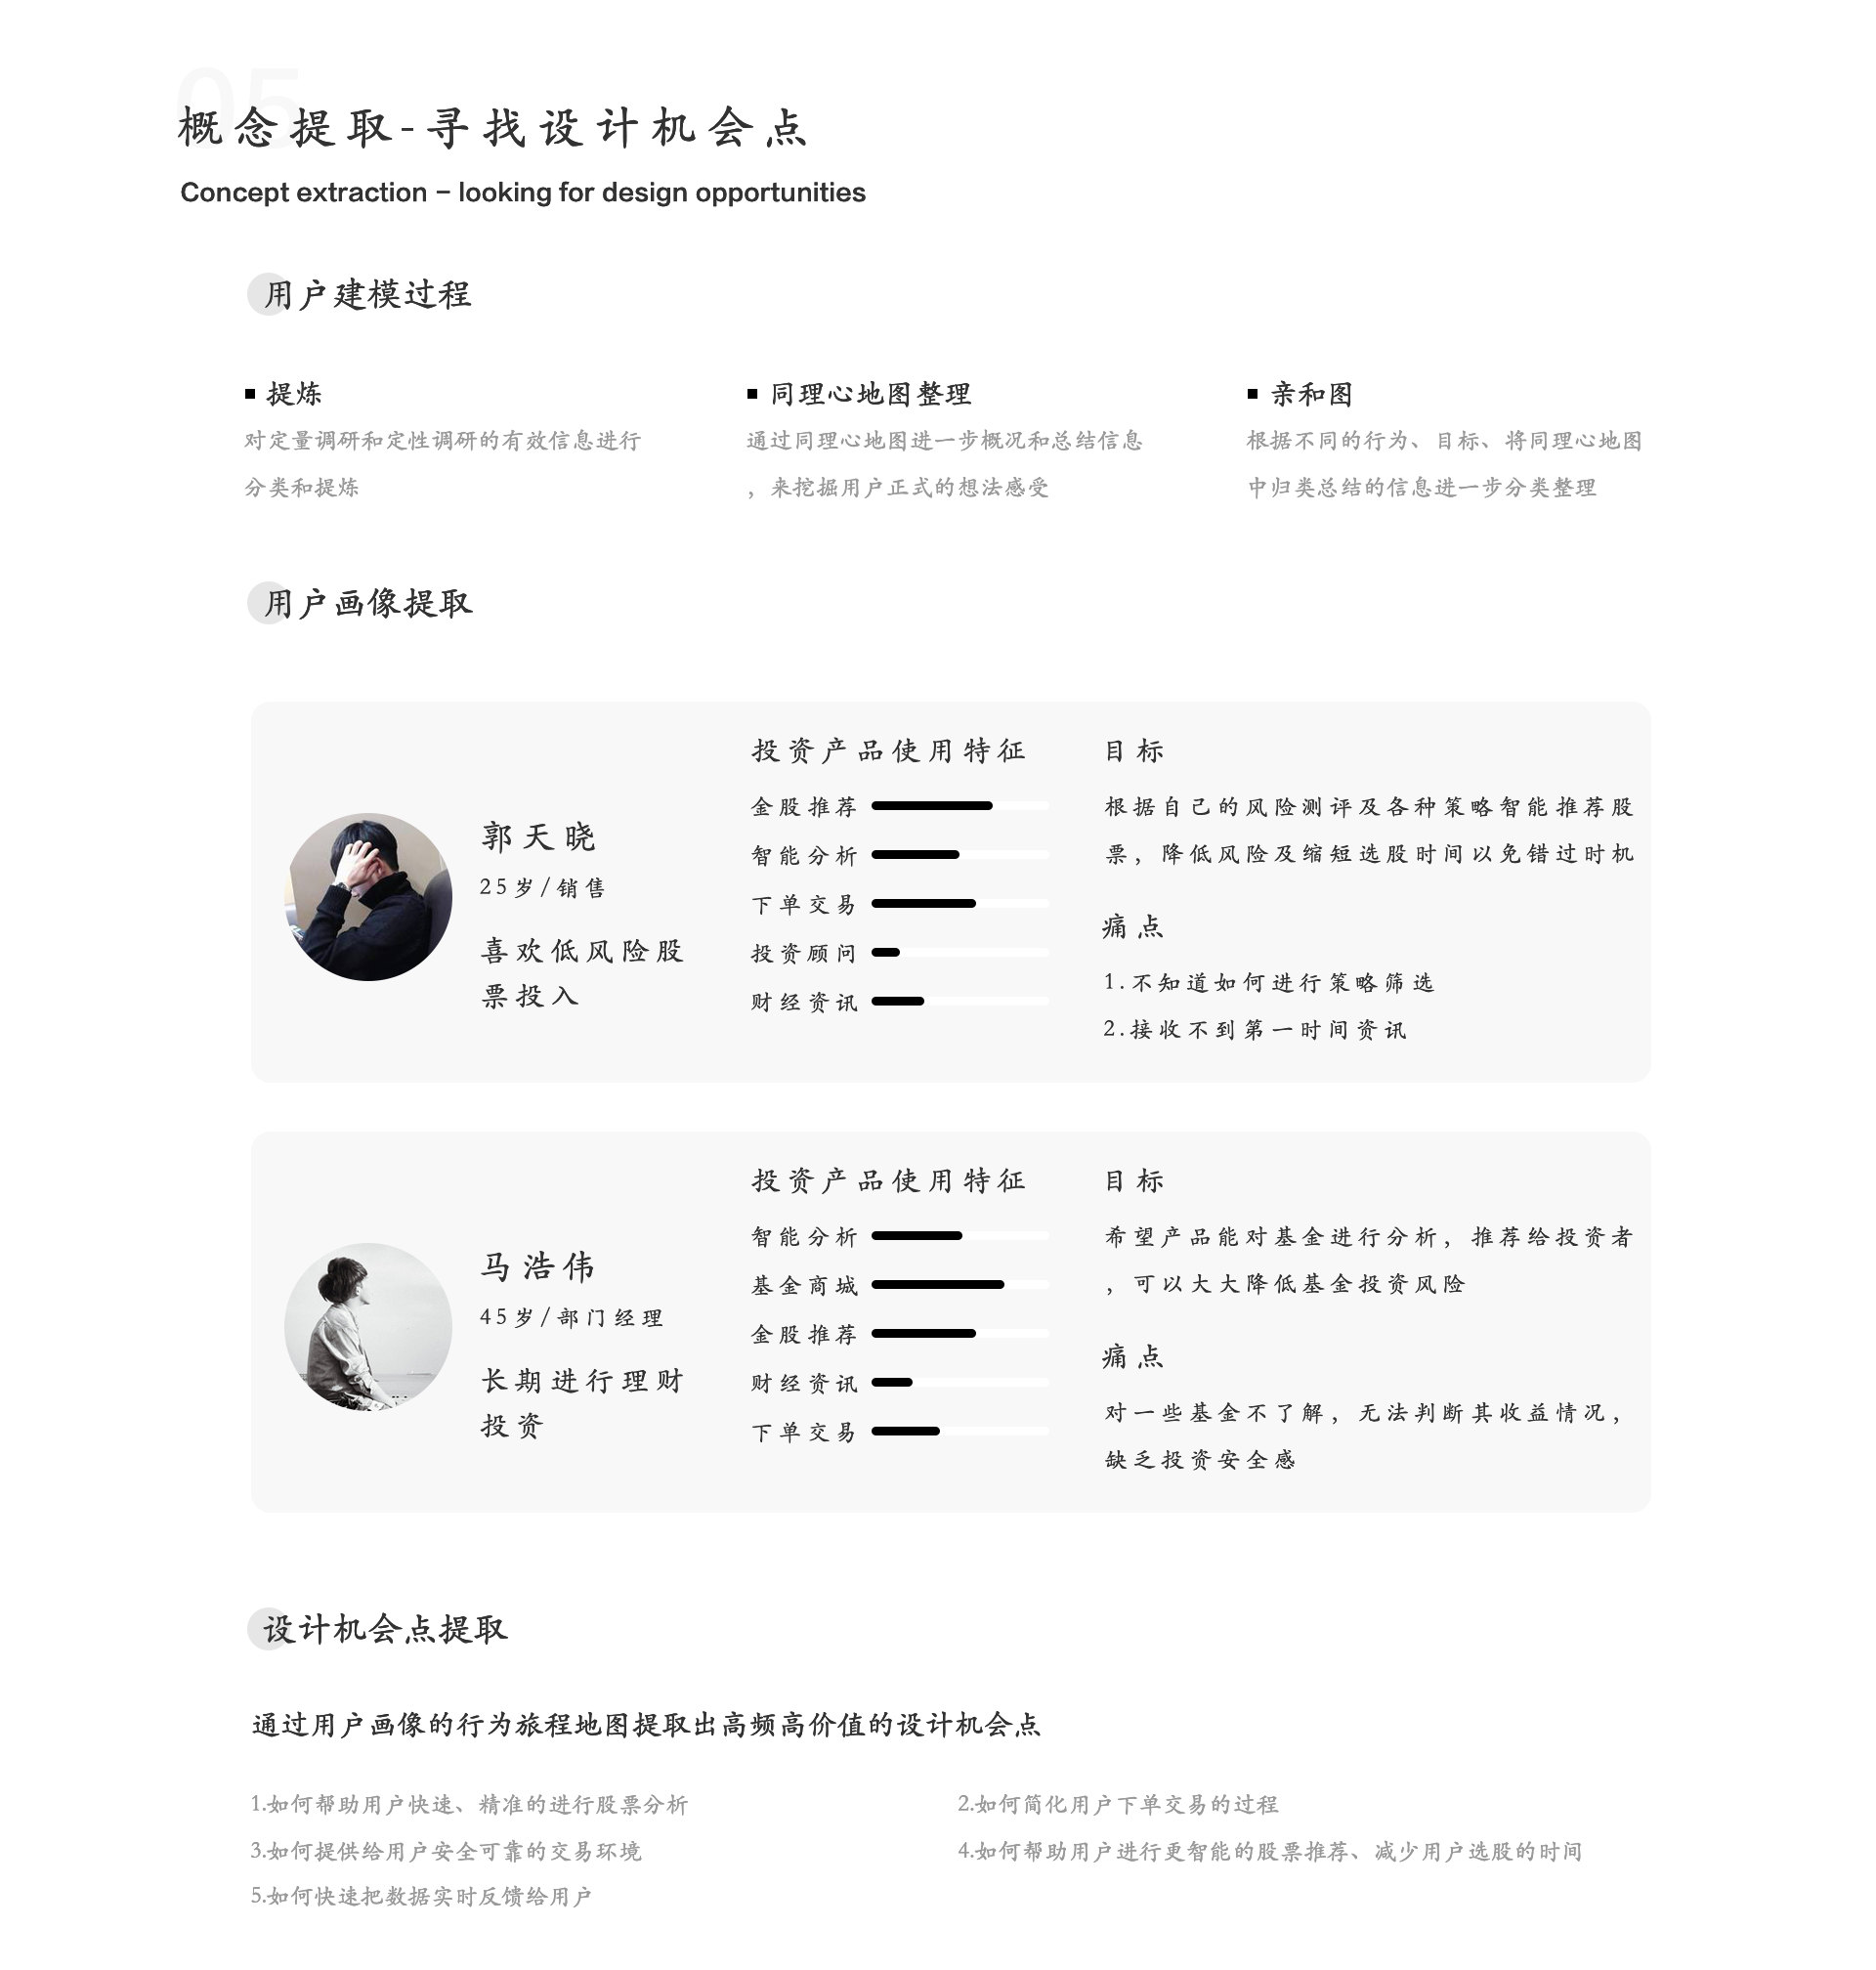 05
概念提取-寻找设计机会点
Concept extraction – looking for design opportunities
用户建模过程
提炼
对定量调研和定性调研的有效信息进行
分类和提炼
同理心地图整理
通过同理心地图进一步概况和总结信息
，来挖掘用户正式的想法感受
亲和图
根据不同的行为、目标、将同理心地图
中归类总结的信息进一步分类整理
用户画像提取
郭天晓
25岁/销售
喜欢低风险股
票投入
投资产品使用特征
金股推荐
智能分析
下单交易
投资顾问
财经资讯
目标
根据自己的风险测评及各种策略智能推荐股
票，降低风险及缩短选股时间以免错过时机
痛点
1.不知道如何进行策略筛选
2.接收不到第一时间资讯
马浩伟
45岁/部门经理
长期进行理财
投资
投资产品使用特征
智能分析
基金商城
金股推荐
财经资讯
下单交易
目标
希望产品能对基金进行分析，推荐给投资者
，可以大大降低基金投资风险
痛点
对一些基金不了解，无法判断其收益情况，
缺乏投资安全感
设计机会点提取
通过用户画像的行为旅程地图提取出高频高价值的设计机会点
1.如何帮助用户快速、精准的进行股票分析
2.如何简化用户下单交易的过程
3.如何提供给用户安全可靠的交易环境
4.如何帮助用户进行更智能的股票推荐、减少用户选股的时间
5.如何快速把数据实时反馈给用户